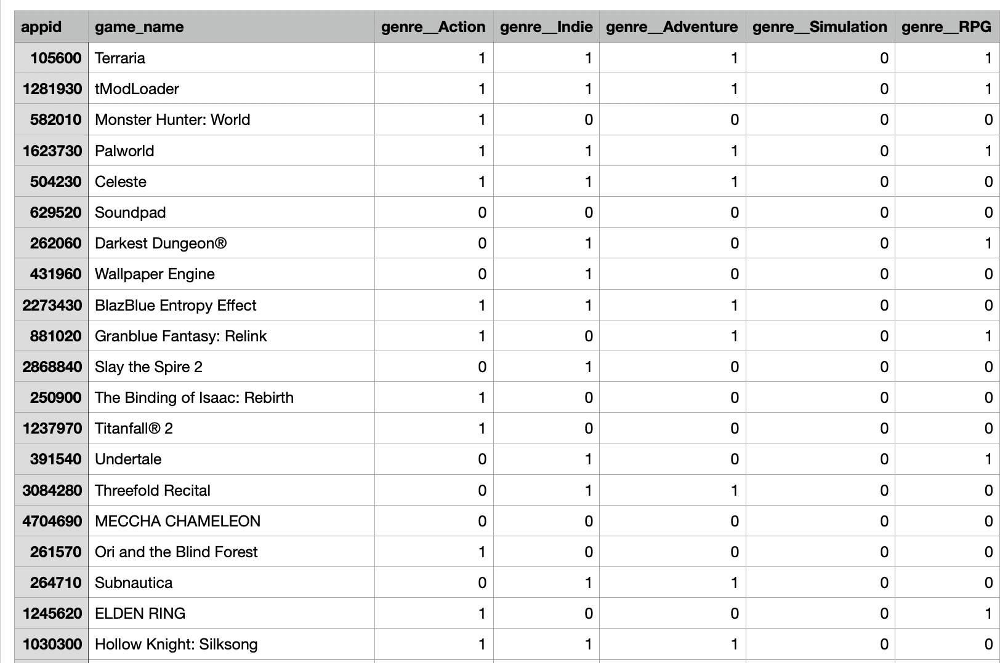 appid game_name genre__Action genre__Indie genre__Adventure genre__Simulation genre__RPG
105600 Terraria 1 1 1 0 1
1281930 tModLoader 1 1 1 0 1
582010 Monster Hunter: World 1 0 0 0 0
1623730 Palworld 1 1 1 0 1
504230 Celeste 1 1 1 0 0
629520 Soundpad 0 0 0 0 0
262060 Darkest Dungeon® 0 1 0 0 1
431960 Wallpaper Engine 0 1 0 0 0
2273430 BlazBlue Entropy Effect 1 1 1 0 0
881020 Granblue Fantasy: Relink 1 0 1 0 1
2868840 Slay the Spire 2 0 1 0 0 0
250900 The Binding of Isaac: Rebirth 1 0 0 0 0
1237970 Titanfall® 2 1 0 0 0 0
391540 Undertale 0 1 0 0 1
3084280 Threefold Recital 0 1 1 0 0
4704690 MECCHA CHAMELEON 0 0 0 0 0
261570 Ori and the Blind Forest 1 0 0 0 0
264710 Subnautica 0 1 1 0 0
1245620 ELDEN RING 1 0 0 0 1
1030300 Hollow Knight: Silksong 1 1 1 0 0